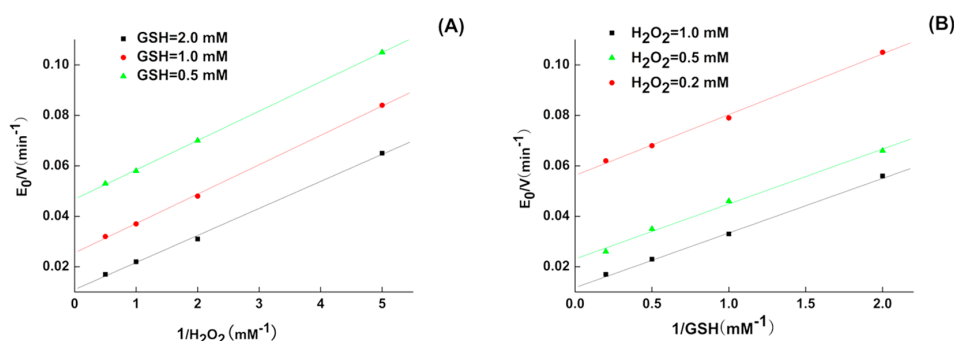 (A)
GSH=2.0 mM
GSH=1.0 mM
GSH=0.5 mM
E₀/V(min⁻¹)
0.10
0.08
0.06
0.04
0.02
0 1 2 3 4 5
1/H₂O₂(mM⁻¹)
(B)
H₂O₂=1.0 mM
H₂O₂=0.5 mM
H₂O₂=0.2 mM
E₀/V(min⁻¹)
0.10
0.08
0.06
0.04
0.02
0.0 0.5 1.0 1.5 2.0
1/GSH(mM⁻¹)